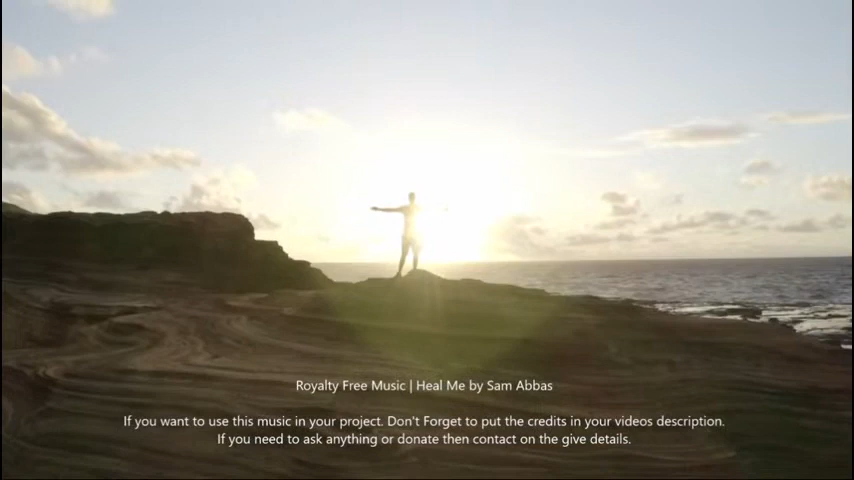 Royalty Free Music | Heal Me by Sam Abbas
If you want to use this music in your project. Don't Forget to put the credits in your videos description.
If you need to ask anything or donate then contact on the give details.